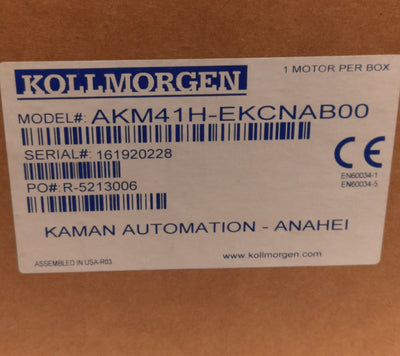 KOLLMORGEN
1 MOTOR PER BOX
MODEL#: AKM41H-EKCNAB00
SERIAL#: 161920228
PO#: R-5213006
CE
EN60034-1
EN60034-5
KAMAN AUTOMATION - ANAHEI
ASSEMBLED IN USA-R03
www.kollmorgen.com